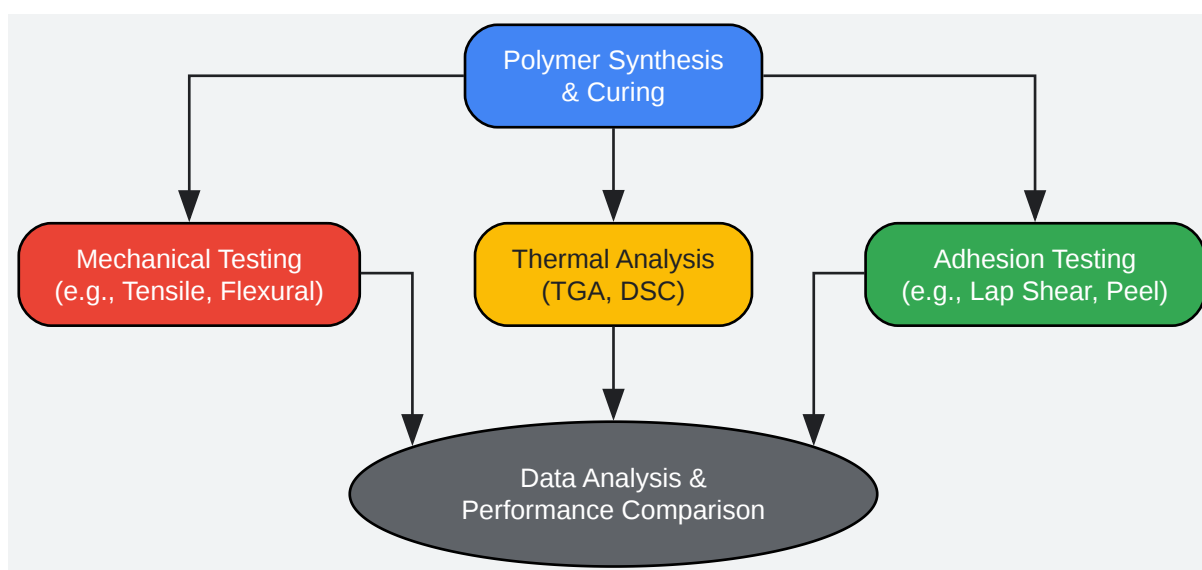 Polymer Synthesis
& Curing
Mechanical Testing
(e.g., Tensile, Flexural)
Thermal Analysis
(TGA, DSC)
Adhesion Testing
(e.g., Lap Shear, Peel)
Data Analysis &
Performance Comparison